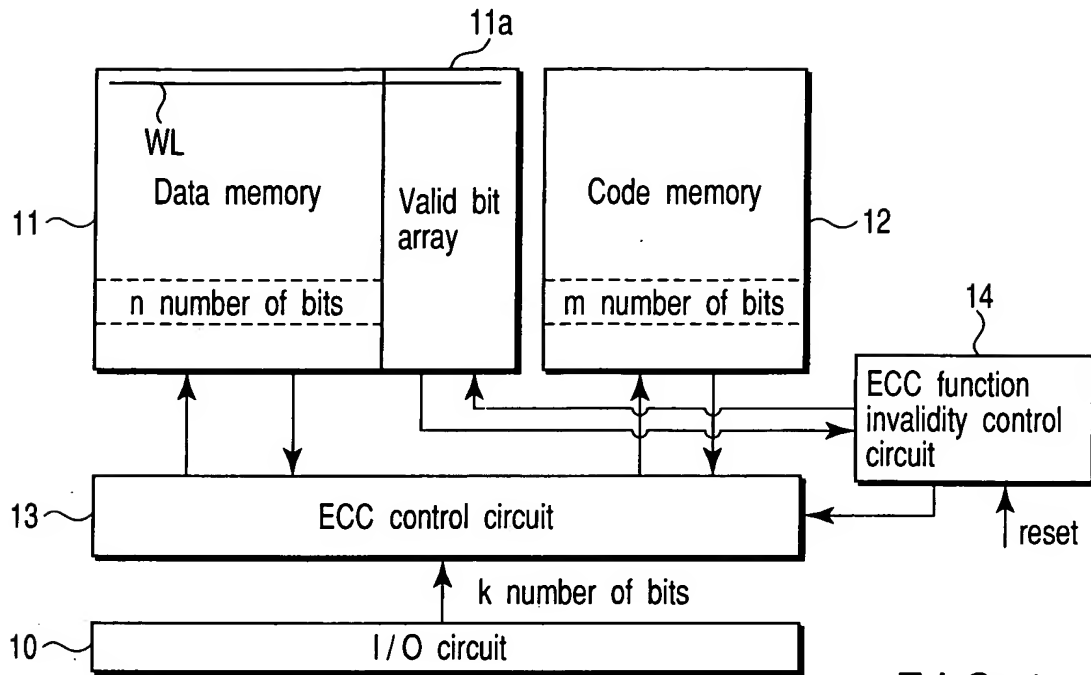 11a
WL
Data memory
Valid bit
array
Code memory
11
12
n number of bits
m number of bits
14
ECC function
invalidity control
circuit
13
ECC control circuit
reset
k number of bits
10
I/O circuit